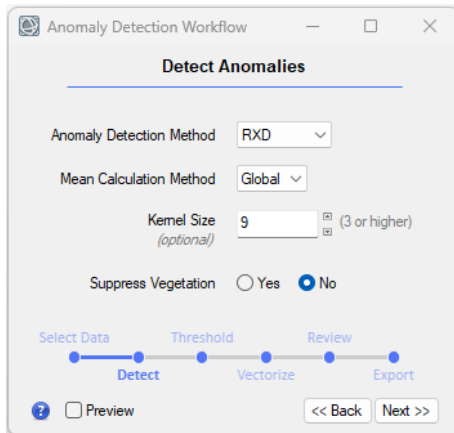 Anomaly Detection Workflow
Detect Anomalies
Anomaly Detection Method RXD
Mean Calculation Method Global
Kernel Size 9 (3 or higher)
(optional)
Suppress Vegetation Yes No
Select Data Threshold Review
Detect Vectorize Export
? Preview << Back Next >>